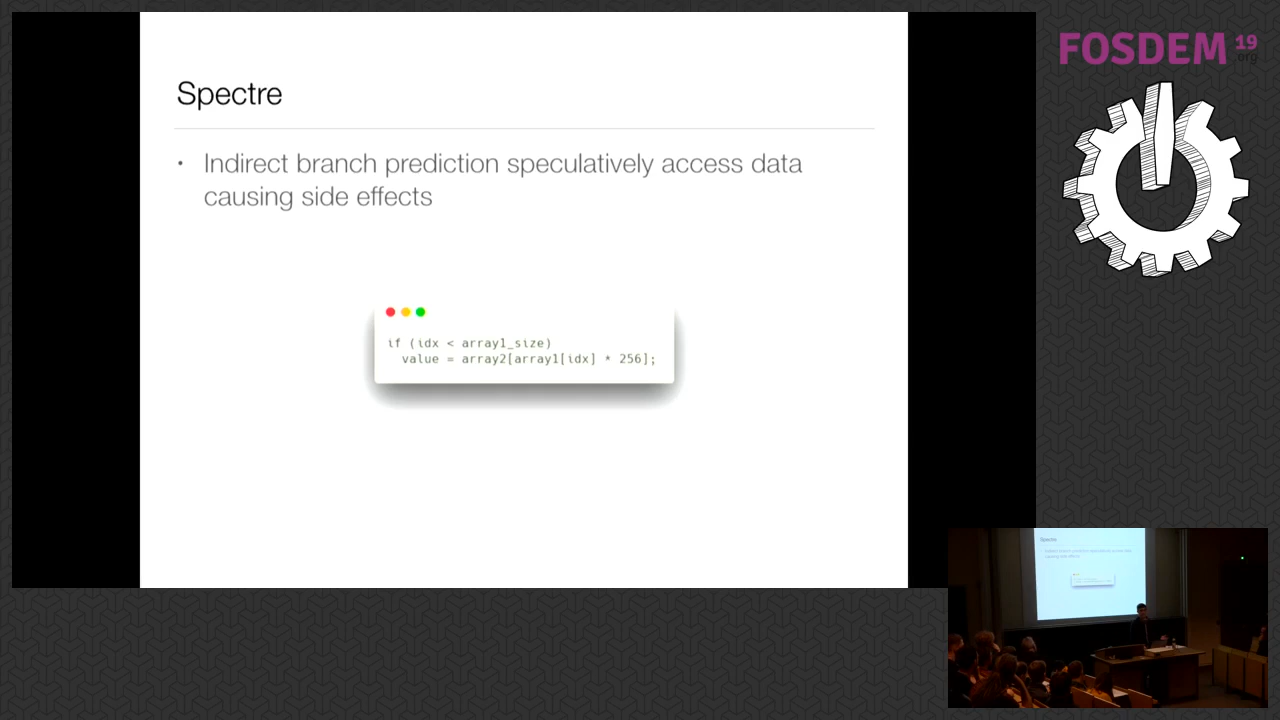 FOSDEM 19
.org
Spectre
• Indirect branch prediction speculatively access data
causing side effects
if (idx < array1_size)
value = array2[array1[idx] * 256];
Spectre